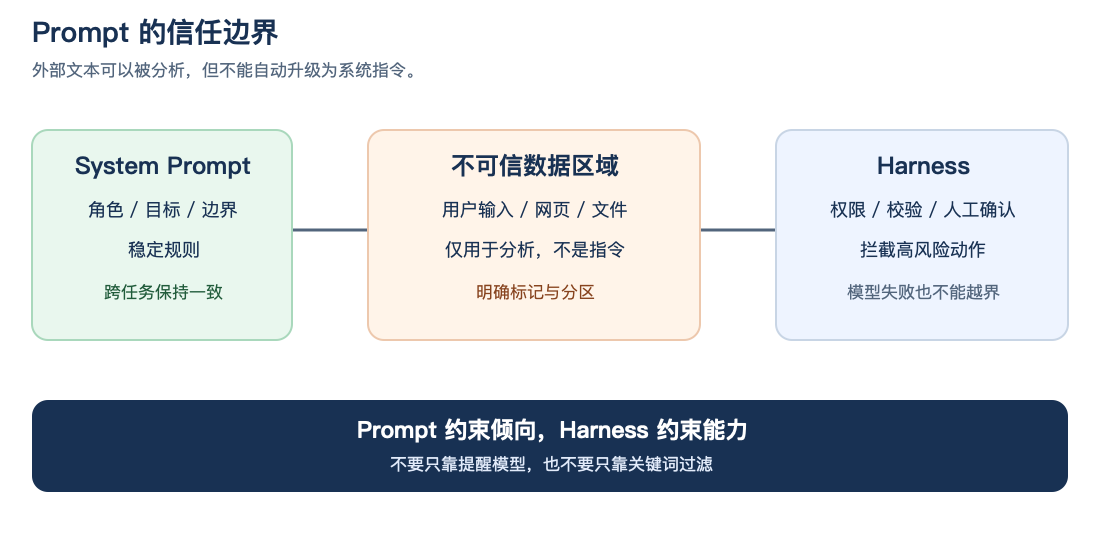 Prompt 的信任边界
外部文本可以被分析，但不能自动升级为系统指令。
System Prompt
角色 / 目标 / 边界
稳定规则
跨任务保持一致
不可信数据区域
用户输入 / 网页 / 文件
仅用于分析，不是指令
明确标记与分区
Harness
权限 / 校验 / 人工确认
拦截高风险动作
模型失败也不能越界
Prompt 约束倾向，Harness 约束能力
不要只靠提醒模型，也不要只靠关键词过滤